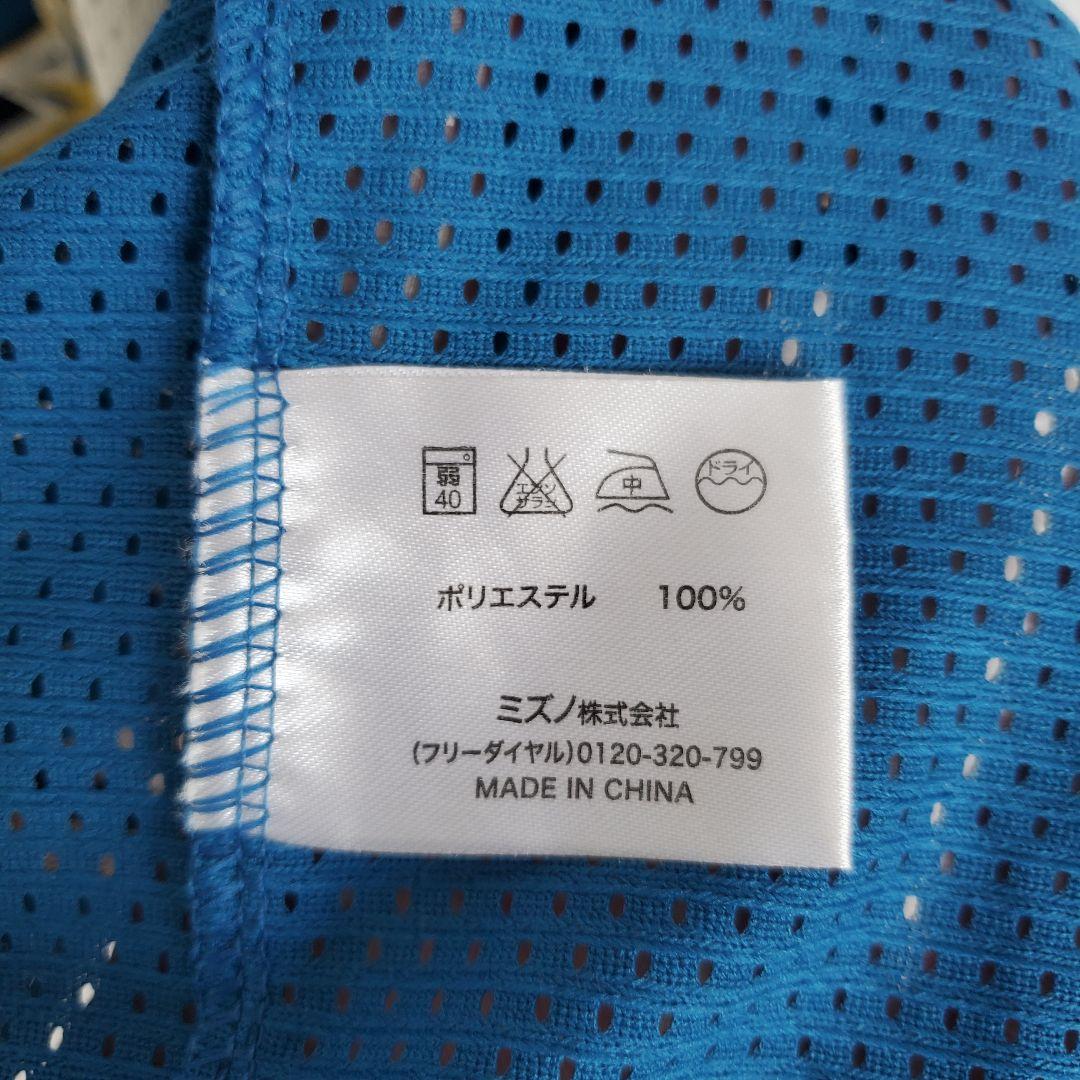 弱 エンソ 中 ドライ
40 サラシ
ポリエステル 100%
ミズノ株式会社
(フリーダイヤル)0120-320-799
MADE IN CHINA